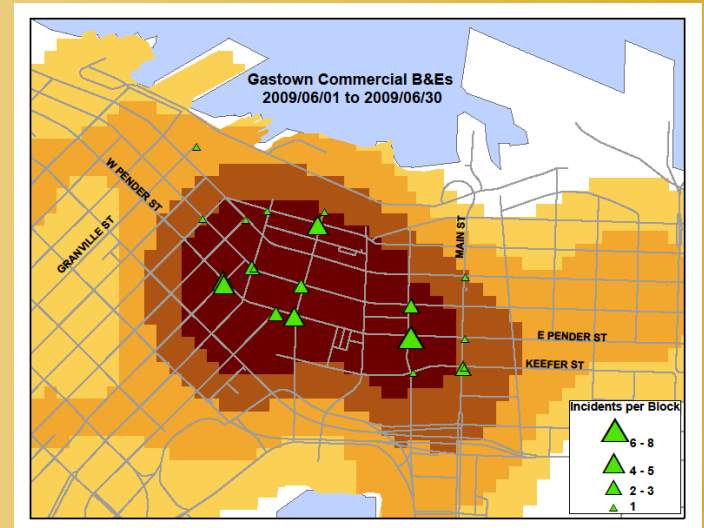 Gastown Commercial B&Es
2009/06/01 to 2009/06/30
W PENDER ST
GRANVILLE ST
MAIN ST
E PENDER ST
KEEFER ST
Incidents per Block
6 - 8
4 - 5
2 - 3
1